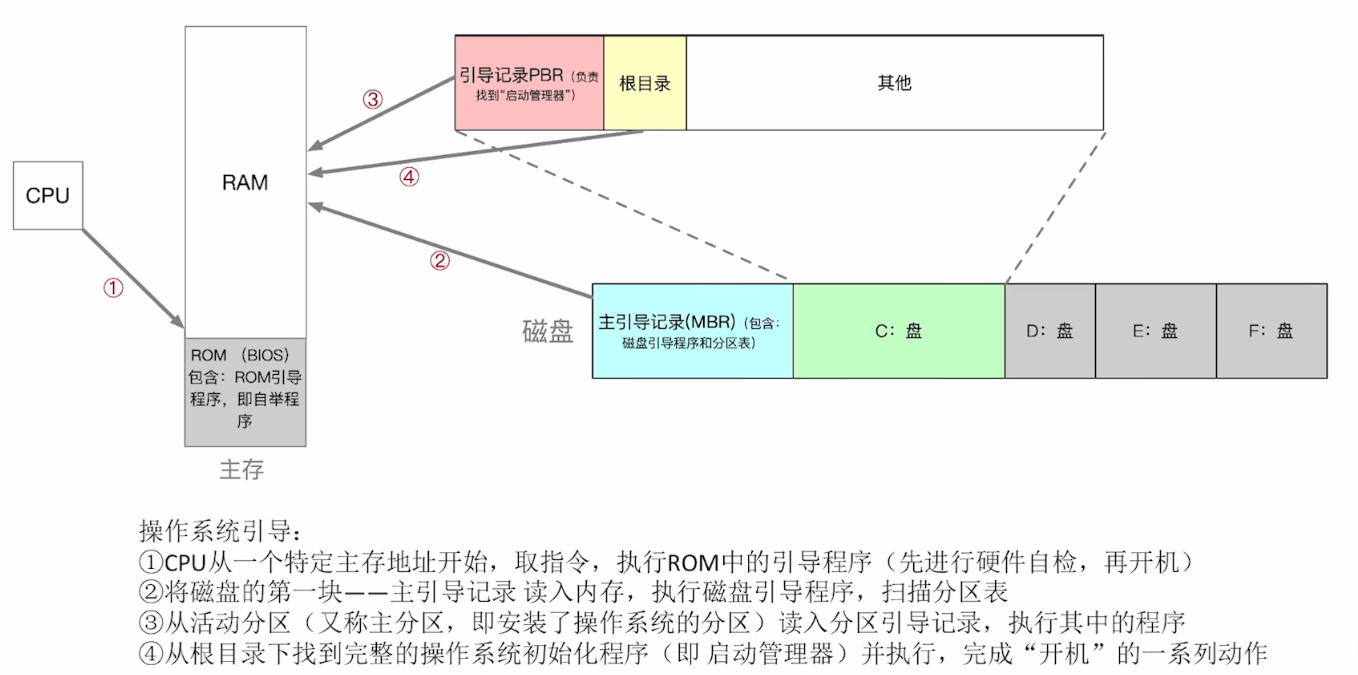 引导记录PBR（负责
找到“启动管理器”）
根目录
其他
③
④
RAM
CPU
②
①
磁盘
主引导记录(MBR)（包含：
磁盘引导程序和分区表）
C：盘
D：盘
E：盘
F：盘
ROM （BIOS）
包含：ROM引导
程序，即自举程
序
主存
操作系统引导：
①CPU从一个特定主存地址开始，取指令，执行ROM中的引导程序（先进行硬件自检，再开机）
②将磁盘的第一块——主引导记录 读入内存，执行磁盘引导程序，扫描分区表
③从活动分区（又称主分区，即安装了操作系统的分区）读入分区引导记录，执行其中的程序
④从根目录下找到完整的操作系统初始化程序（即 启动管理器）并执行，完成“开机”的一系列动作